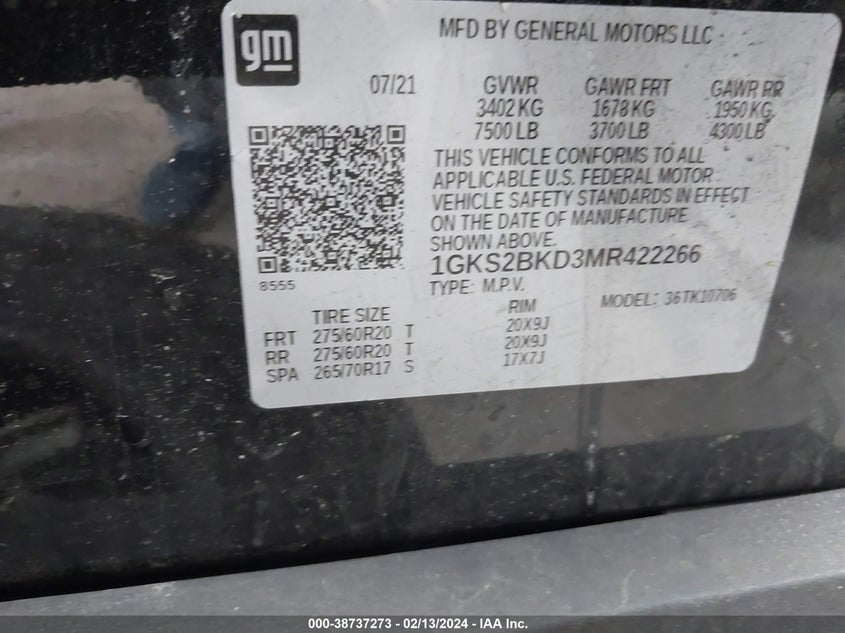 gm
MFD BY GENERAL MOTORS LLC
07/21 GVWR GAWR FRT GAWR RR
3402 KG 1678 KG 1950 KG
7500 LB 3700 LB 4300 LB
THIS VEHICLE CONFORMS TO ALL
APPLICABLE U.S. FEDERAL MOTOR
VEHICLE SAFETY STANDARDS IN EFFECT
ON THE DATE OF MANUFACTURE
SHOWN ABOVE.
1GKS2BKD3MR422266
8555
TYPE: M.P.V. MODEL: 36TK10706
TIRE SIZE RIM
FRT 275/60R20 T 20X9J
RR 275/60R20 T 20X9J
SPA 265/70R17 S 17X7J
000-38737273 - 02/13/2024 - IAA Inc.